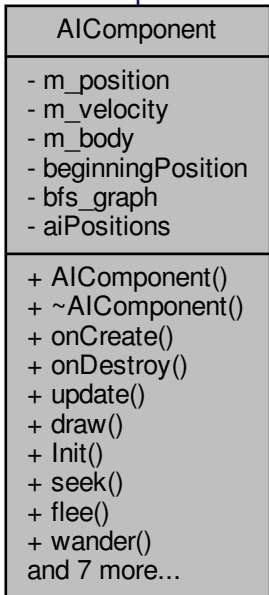 AIComponent
- m_position
- m_velocity
- m_body
- beginningPosition
- bfs_graph
- aiPositions
+ AIComponent()
+ ~AIComponent()
+ onCreate()
+ onDestroy()
+ update()
+ draw()
+ Init()
+ seek()
+ flee()
+ wander()
and 7 more...